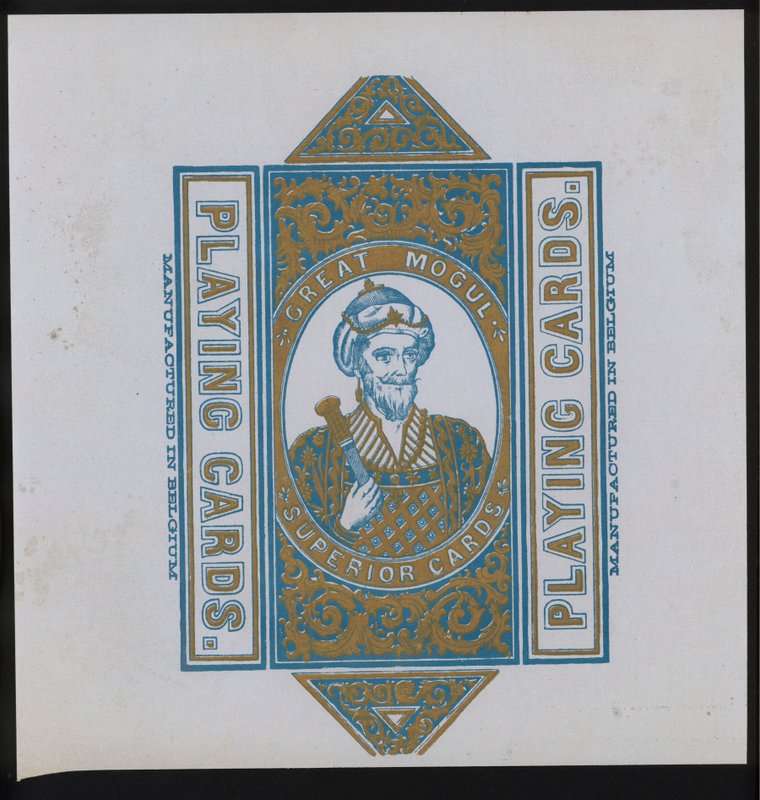 GREAT MOGUL
SUPERIOR CARDS
PLAYING CARDS.
MANUFACTURED IN BELGIUM
PLAYING CARDS.
MANUFACTURED IN BELGIUM